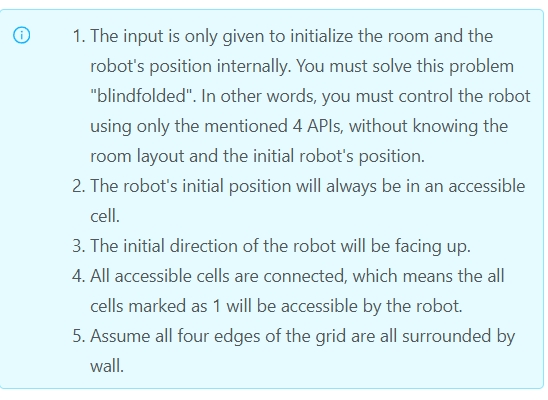 1. The input is only given to initialize the room and the
robot's position internally. You must solve this problem
"blindfolded". In other words, you must control the robot
using only the mentioned 4 APIs, without knowing the
room layout and the initial robot's position.
2. The robot's initial position will always be in an accessible
cell.
3. The initial direction of the robot will be facing up.
4. All accessible cells are connected, which means the all
cells marked as 1 will be accessible by the robot.
5. Assume all four edges of the grid are all surrounded by
wall.